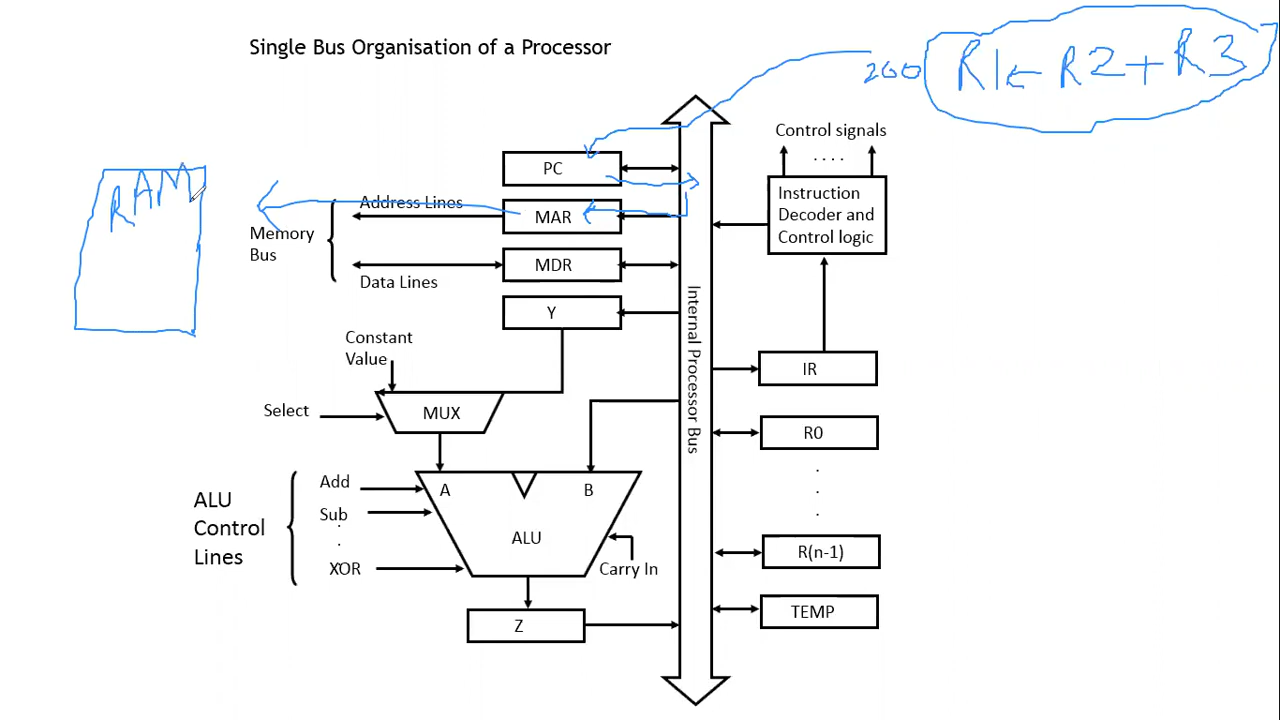 Single Bus Organisation of a Processor
200 R1← R2+R3
Control signals
. . . .
PC
Instruction
Decoder and
Control logic
RAM
Address Lines
MAR
Memory
Bus
MDR
Data Lines
Y
Internal Processor Bus
Constant
Value
IR
Select
MUX
R0
.
.
.
ALU
Control
Lines
Add
Sub
.
.
XOR
A
B
ALU
Carry In
R(n-1)
TEMP
Z